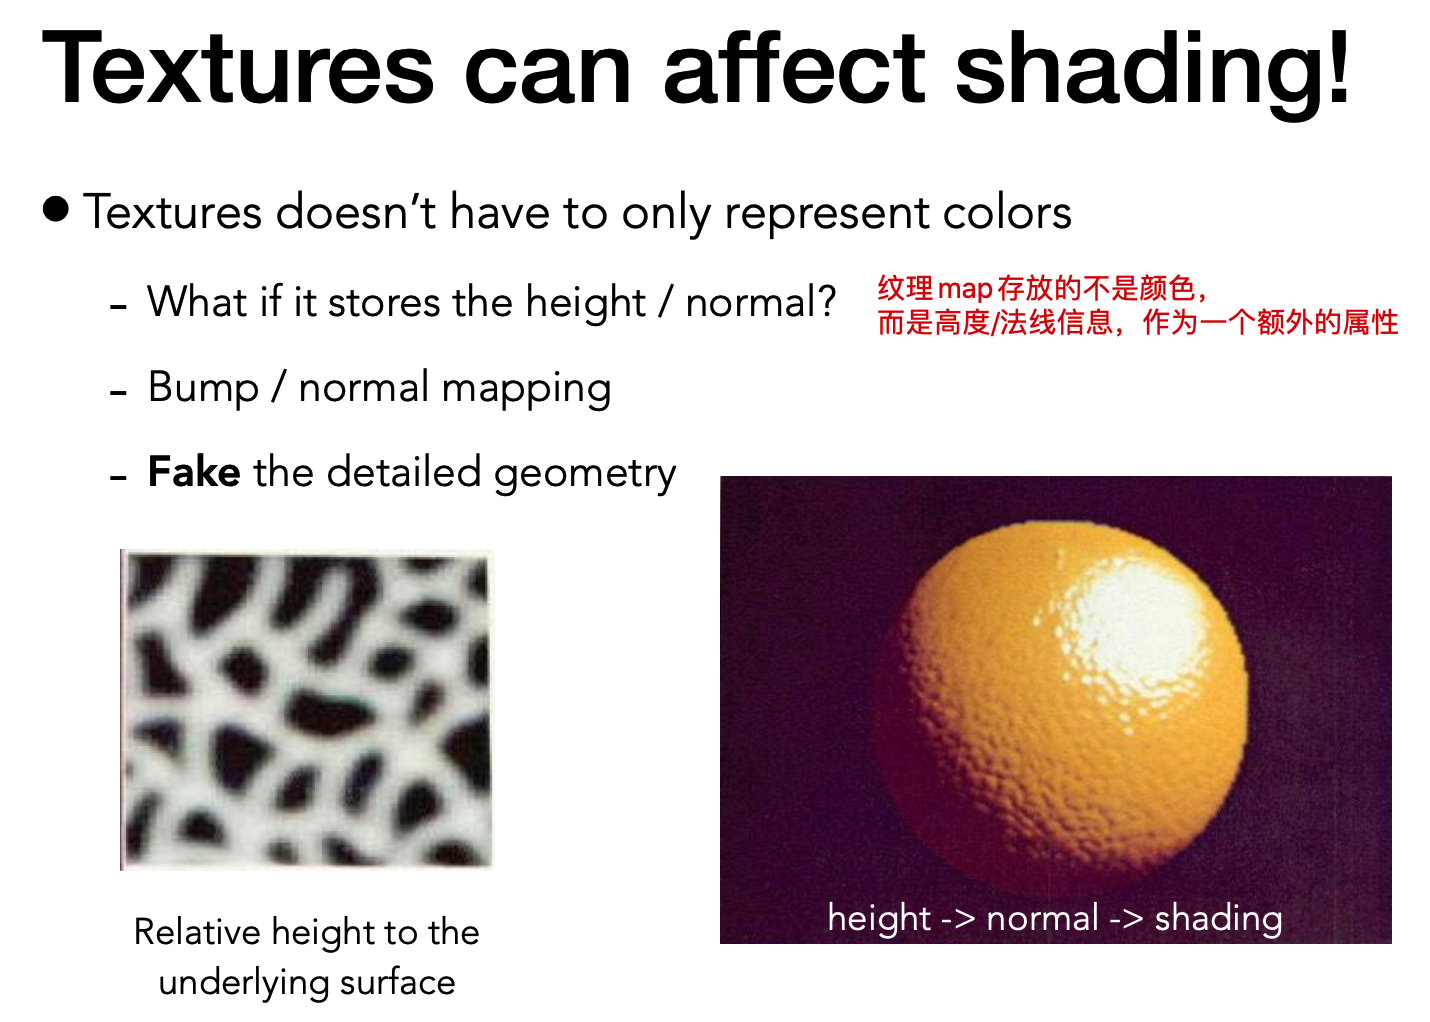 Textures can affect shading!
● Textures doesn't have to only represent colors
- What if it stores the height / normal?
纹理map存放的不是颜色，
而是高度/法线信息，作为一个额外的属性
- Bump / normal mapping
- Fake the detailed geometry
Relative height to the
underlying surface
height -> normal -> shading